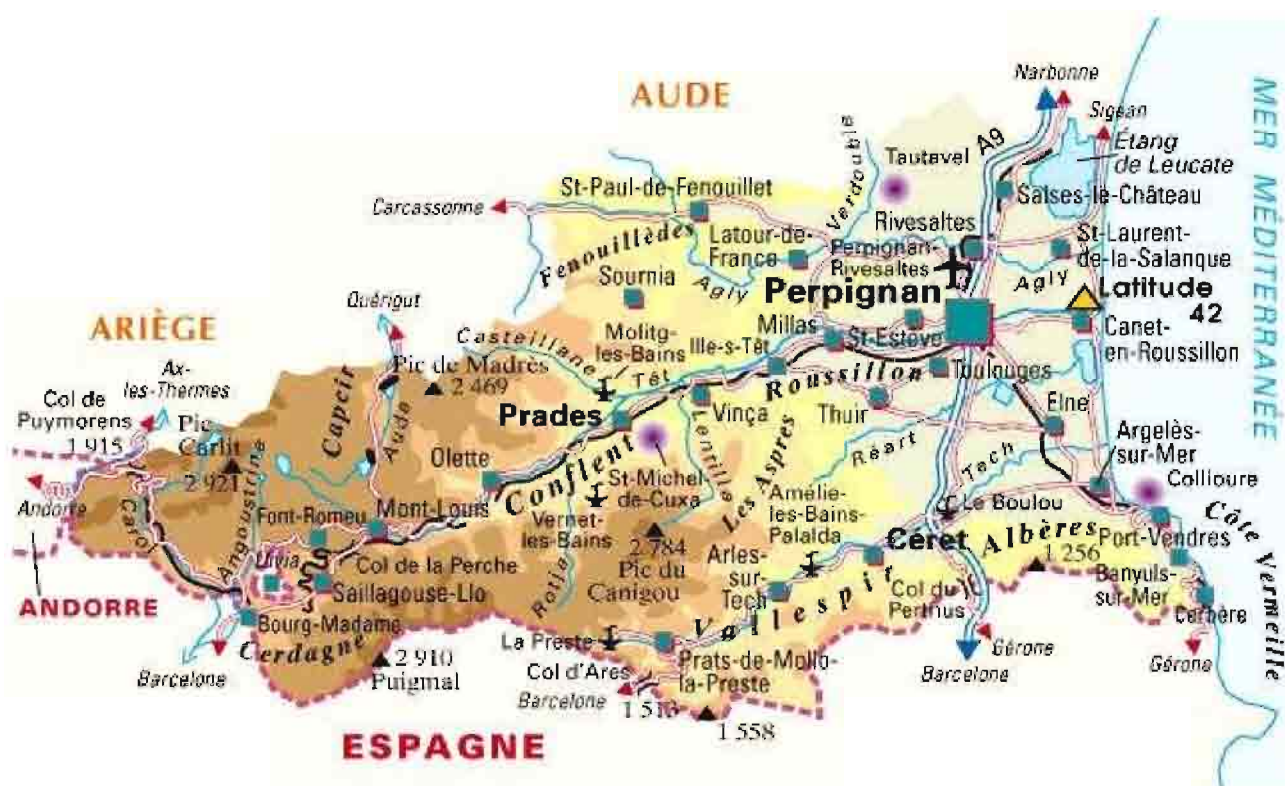 Narbonne
AUDE
Sigean
MER MÉDITERRANÉE
Verdouble
Tautavel
A9
Étang
de Leucate
St-Paul-de-Fenouillet
Salses-le-Château
Carcassonne
Rivesaltes
Fenouillèdes
Latour-de-
France
St-Laurent-
de-la-Salanque
Perpignan-
Rivesaltes
Sournia
Agly
Agly
Perpignan
Latitude
42
Quérigut
ARIÈGE
Casteillane
Molitg-
les-Bains
Ille-s-Têt
Millas
St-Estève
Canet-
en-Roussillon
Ax-
les-Thermes
Pic de Madrès
2 469
Têt
Roussillon
Toulouges
Col de
Puymorens
1 915
Pic
Carlit
2 921
Capcir
Aude
Prades
Vinça
Thuir
Elne
Olette
Conflent
Lentilla
Les Aspres
Réart
Argelès-
sur-Mer
Tech
Collioure
Andorre
Carol
Angoustrine
Font-Romeu
Mont-Louis
St-Michel-
de-Cuxa
Amélie-
les-Bains-
Palalda
Le Boulou
Vernet-
les-Bains
2 784
Pic du
Canigou
Céret
Albères
1 256
Port-Vendres
Côte Vermeille
Llivia
Col de la Perche
Arles-
sur-
Tech
ANDORRE
Saillagouse-Llo
Rotja
Col du
Perthus
Banyuls-
sur-Mer
Bourg-Madame
Vallespir
Cerbère
Cerdagne
La Preste
Barcelone
2 910
Puigmal
Col d'Ares
Prats-de-Mollo-
la-Preste
Barcelone
1 513
Gérone
Barcelone
Gérone
1 558
ESPAGNE